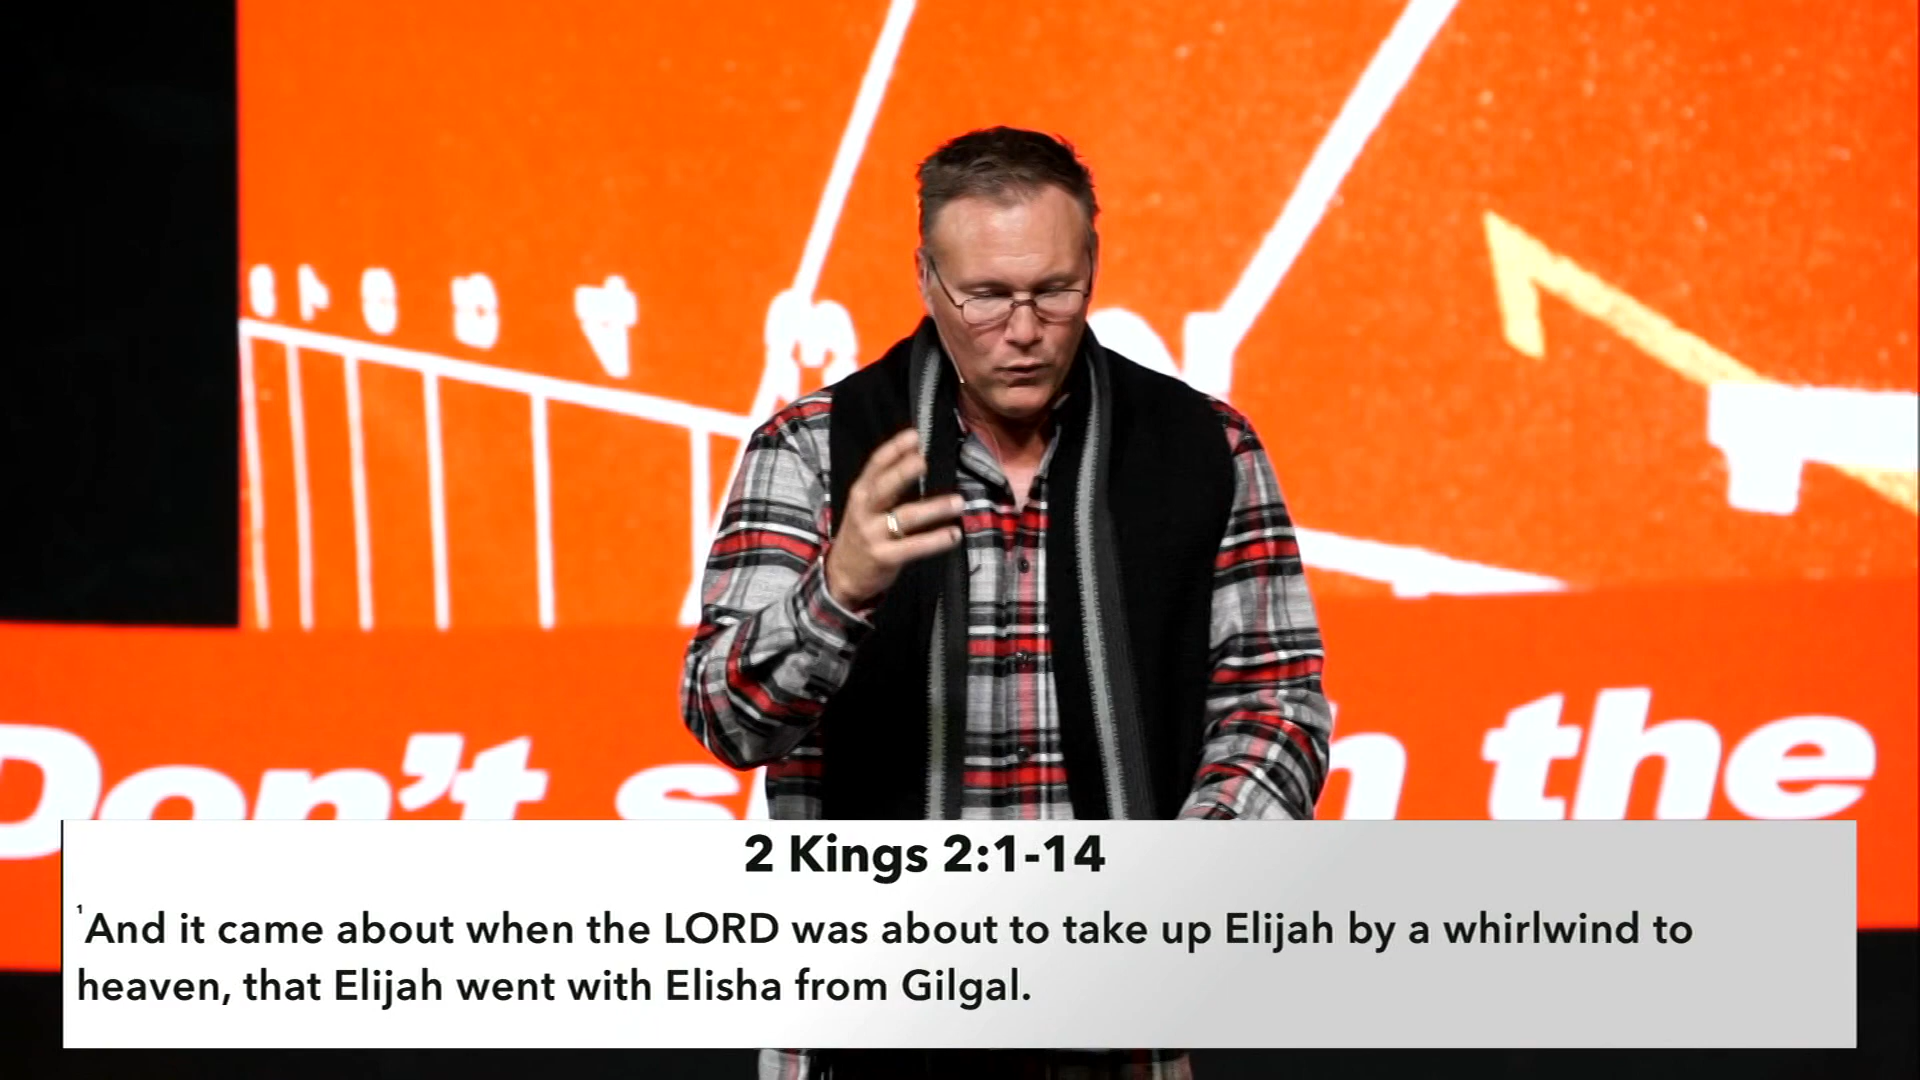 4
Don't the
2 Kings 2:1-14
1And it came about when the LORD was about to take up Elijah by a whirlwind to
heaven, that Elijah went with Elisha from Gilgal.